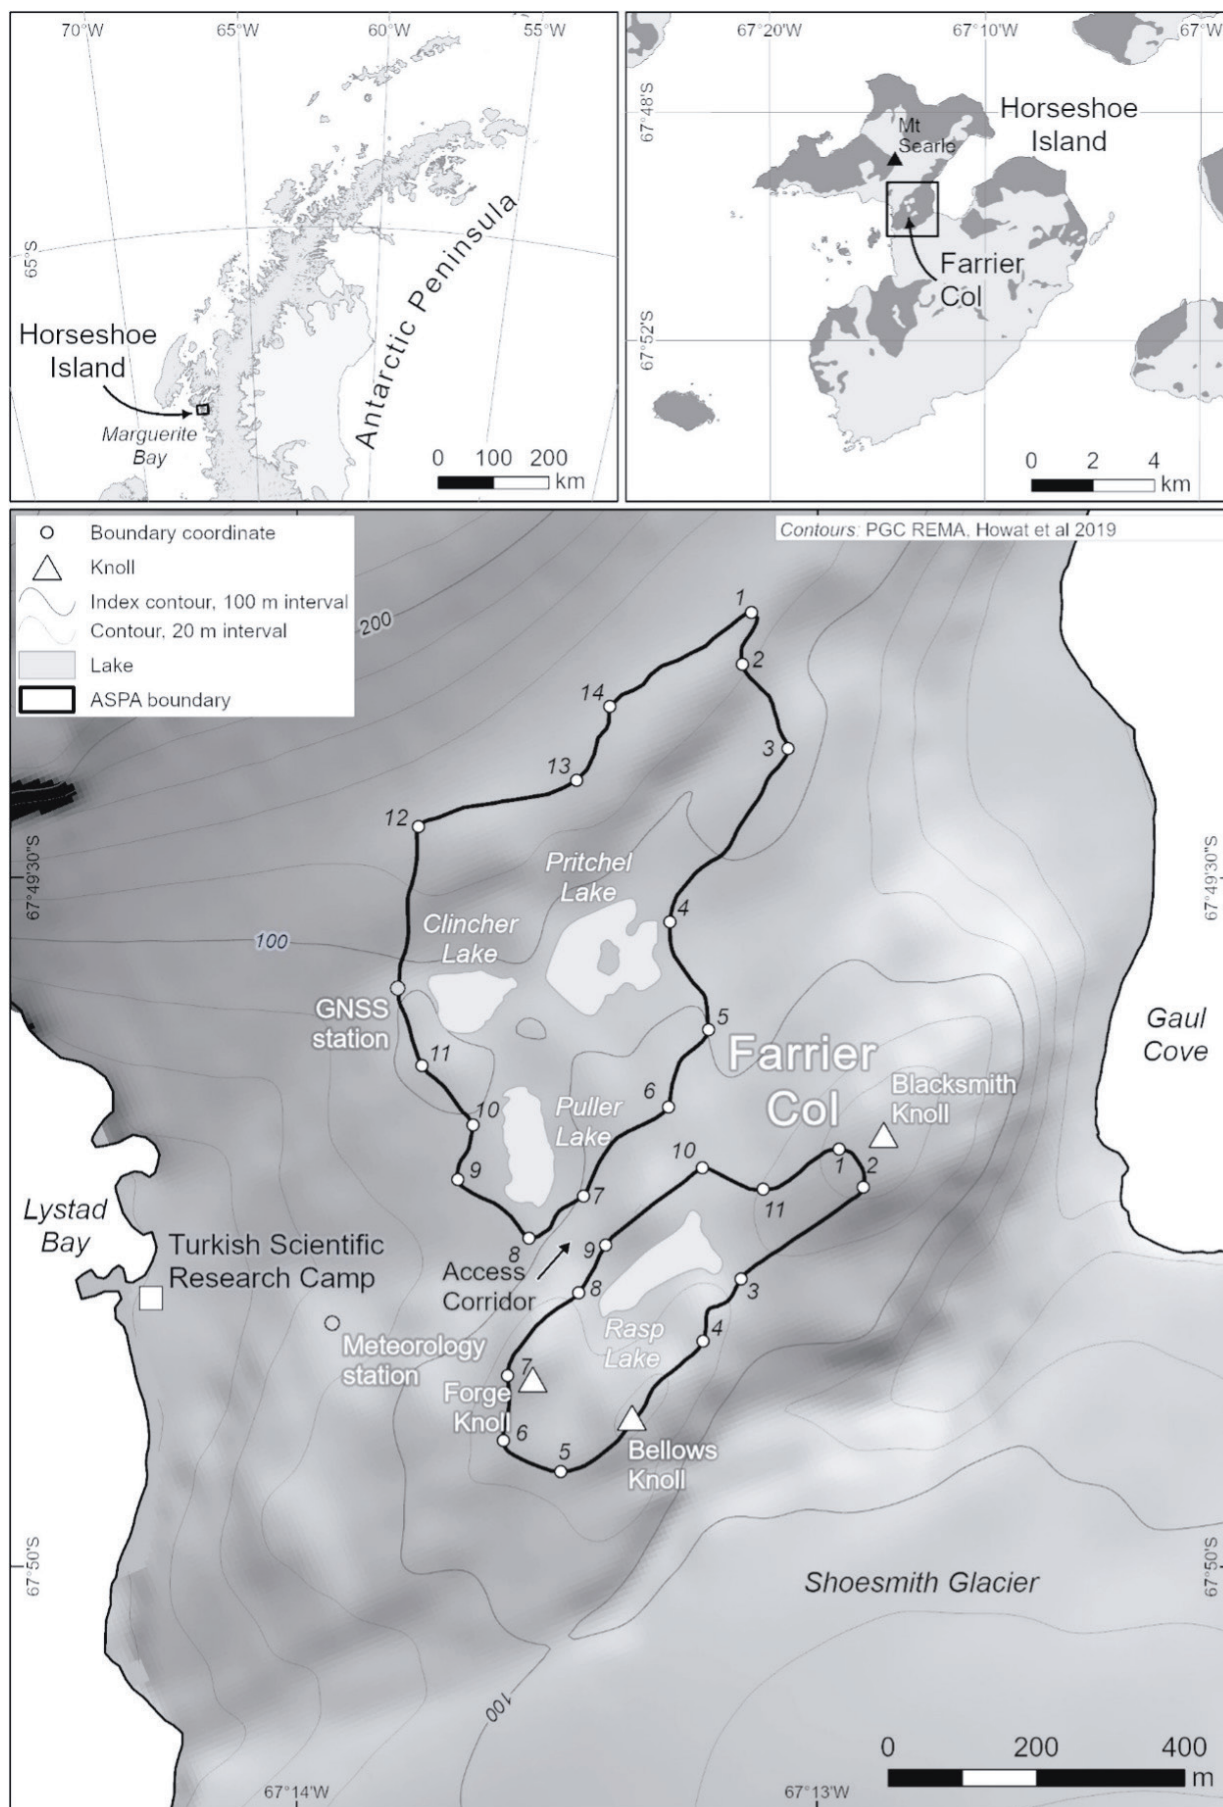 70°W
65°W
60°W
55°W
65°S
Horseshoe
Island
Marguerite
Bay
Antarctic Peninsula
0 100 200
km
67°20'W
67°10'W
67°W
67°48'S
67°52'S
Mt
Searle
Horseshoe
Island
Farrier
Col
0 2 4
km
Boundary coordinate
Knoll
Index contour, 100 m interval
Contour, 20 m interval
Lake
ASPA boundary
Contours: PGC REMA, Howat et al 2019
200
1
2
14
3
13
12
67°49'30"S
67°49'30"S
Pritchel
Lake
4
Clincher
Lake
100
GNSS
station
5
Farrier
Col
Gaul
Cove
11
Blacksmith
Knoll
6
10
Puller
Lake
10
1
2
9
7
11
Lystad
Bay
8
9
Turkish Scientific
Research Camp
Access
Corridor
8
3
Rasp
Lake
4
Meteorology
station
7
Forge
Knoll
6
5
Bellows
Knoll
67°50'S
67°50'S
Shoesmith Glacier
100
0 200 400
m
67°14'W
67°13'W